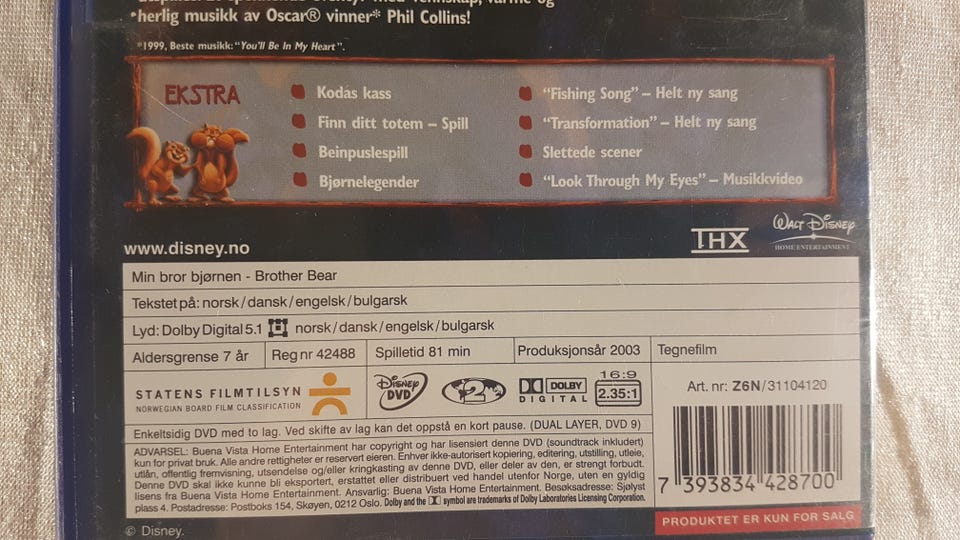 herlig musikk av Oscar® vinner* Phil Collins!
*1999, Beste musikk: "You'll Be In My Heart".
EKSTRA
Kodas kass
Finn ditt totem – Spill
Beinpuslespill
Bjørnelegender
"Fishing Song" – Helt ny sang
"Transformation" – Helt ny sang
Slettede scener
"Look Through My Eyes" – Musikkvideo
www.disney.no
THX
WALT DISNEY
HOME ENTERTAINMENT
Min bror bjørnen - Brother Bear
Tekstet på: norsk/dansk/engelsk/bulgarsk
Lyd: Dolby Digital 5.1 norsk/dansk/engelsk/bulgarsk
Aldersgrense 7 år
Reg nr 42488
Spilletid 81 min
Produksjonsår 2003
Tegnefilm
STATENS FILMTILSYN
NORWEGIAN BOARD FILM CLASSIFICATION
Disney DVD
2
DOLBY DIGITAL
16:9
2.35:1
Art. nr: Z6N/31104120
Enkeltsidig DVD med to lag. Ved skifte av lag kan det oppstå en kort pause. (DUAL LAYER, DVD 9)
ADVARSEL: Buena Vista Home Entertainment har copyright og har lisensiert denne DVD (soundtrack inkludert)
kun for privat bruk. Alle andre rettigheter er reservert eieren. Enhver ikke-autorisert kopiering, editering, utstilling, utleie,
utlån, offentlig fremvisning, utsendelse og/eller kringkasting av denne DVD, eller deler av den, er strengt forbudt.
Denne DVD skal ikke kunne bli eksportert, erstattet eller distribuert ved handel utenfor Norge, uten en gyldig
lisens fra Buena Vista Home Entertainment. Ansvarlig: Buena Vista Home Entertainment. Besøksadresse: Sjølyst
plass 4. Postadresse: Postboks 154, Skøyen, 0212 Oslo. Dolby and the symbol are trademarks of Dolby Laboratories Licensing Corporation.
7 393834 428700
PRODUKTET ER KUN FOR SALG
© Disney.